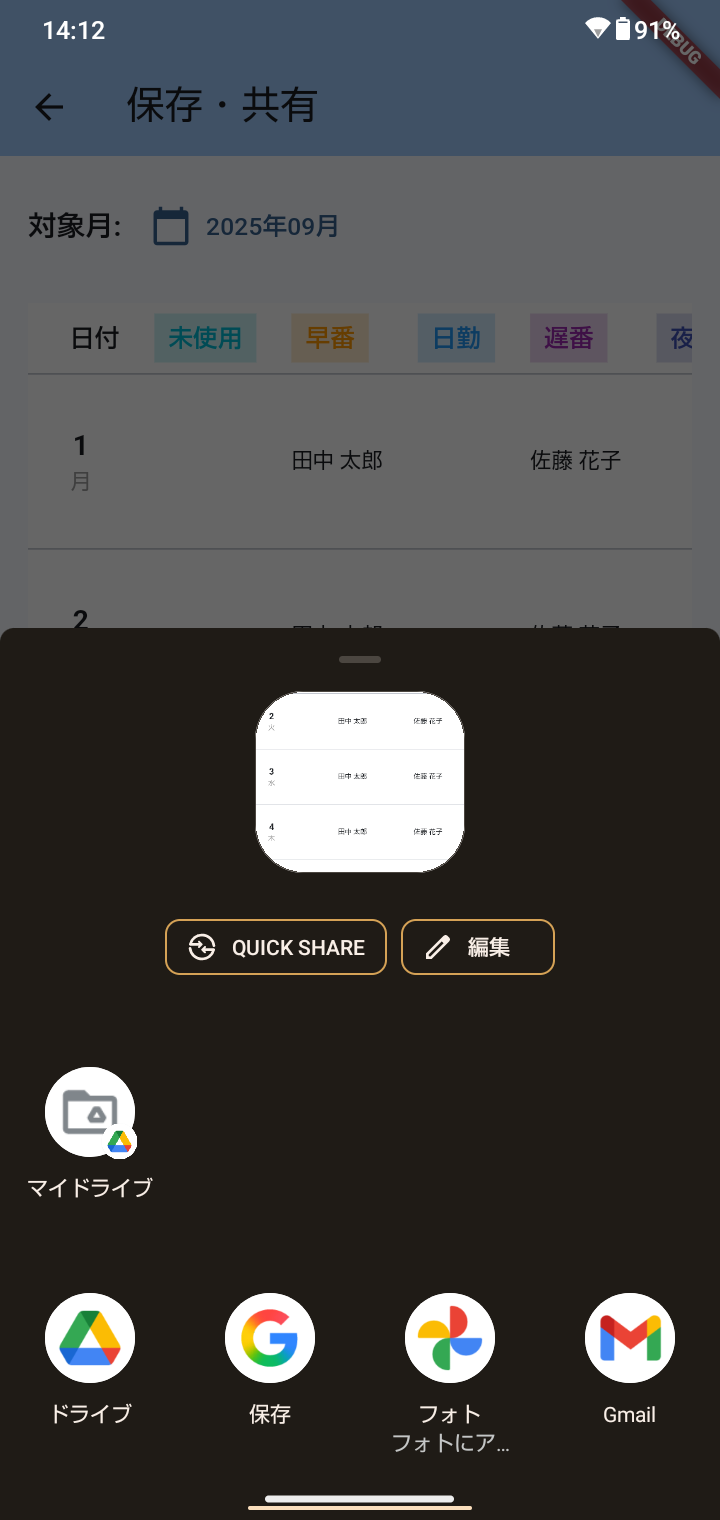 14:12
91%
DEBUG
保存・共有
対象月:
2025年09月
日付 未使用 早番 日勤 遅番 夜
1
月
田中 太郎 佐藤 花子
2
2
火
田中 太郎 佐藤 花子
3
水
田中 太郎 佐藤 花子
4
木
田中 太郎 佐藤 花子
QUICK SHARE
編集
マイドライブ
ドライブ
保存
フォト
フォトにア...
Gmail